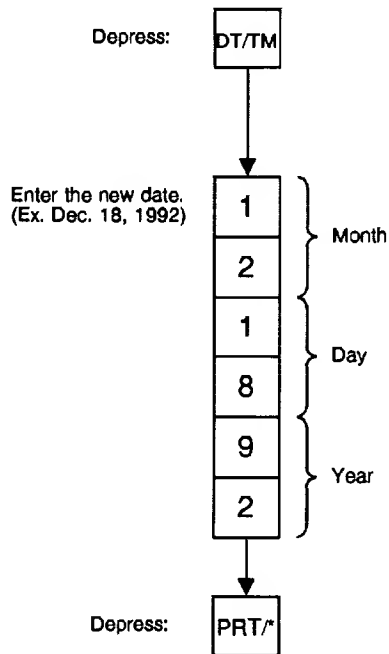 Depress: DT/TM
Enter the new date.
(Ex. Dec. 18, 1992)
1
2
Month
1
8
Day
9
2
Year
Depress: PRT/*